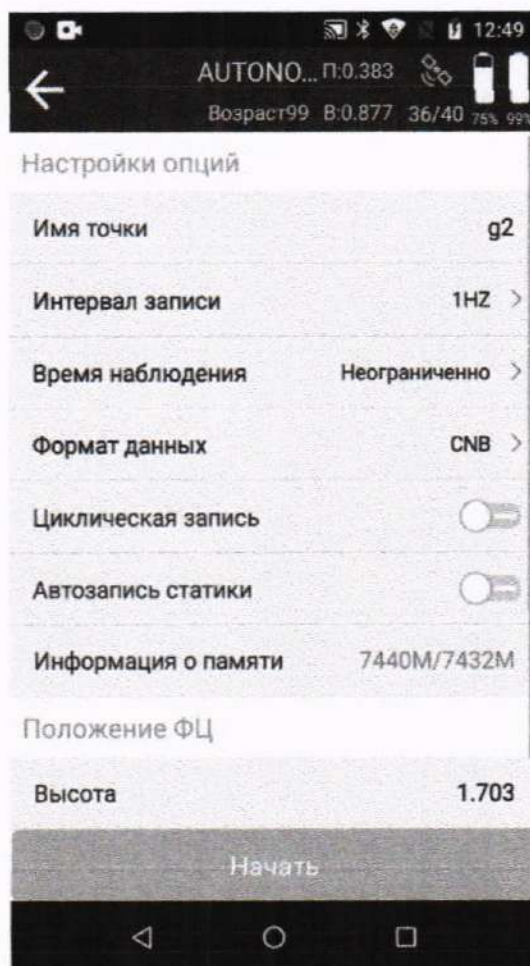 12:49
AUTONO... П:0.383
Возраст99 В:0.877 36/40 75% 99%
Настройки опций
Имя точки g2
Интервал записи 1HZ >
Время наблюдения Неограниченно >
Формат данных CNB >
Циклическая запись
Автозапись статики
Информация о памяти 7440M/7432M
Положение ФЦ
Высота 1.703
Начать